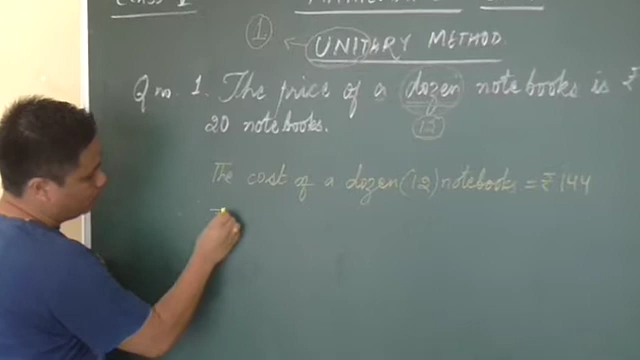 1
UNITARY METHOD
Qn. 1. The price of a dozen notebooks is ₹
20 notebooks.
12
The cost of a dozen (12) notebooks = ₹144